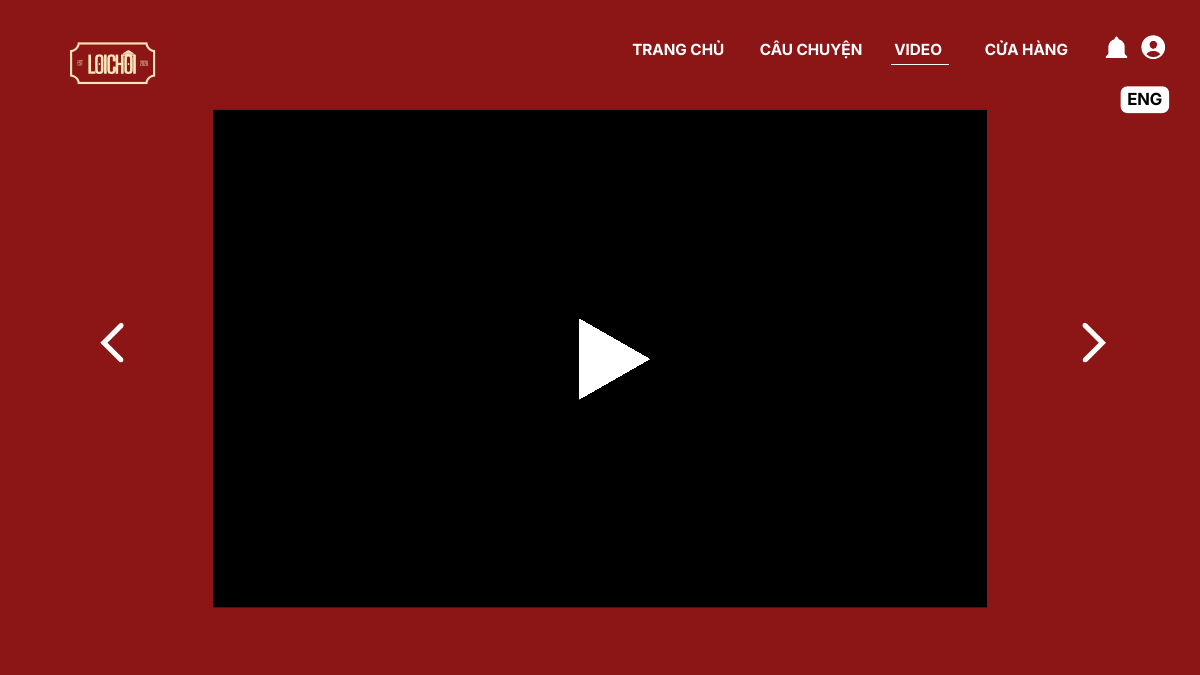 LOICHOI
TRANG CHỦ
CÂU CHUYỆN
VIDEO
CỬA HÀNG
ENG